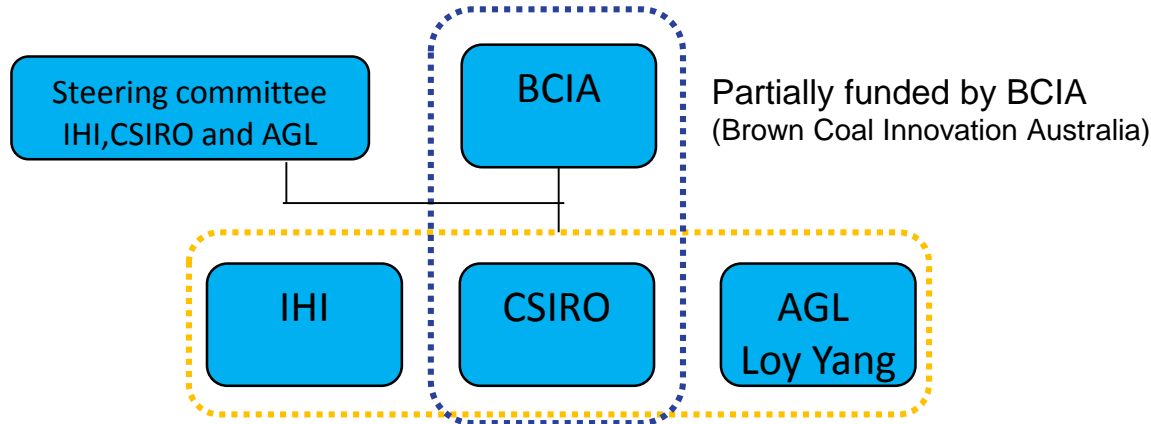 Steering committee
IHI,CSIRO and AGL
BCIA
Partially funded by BCIA
(Brown Coal Innovation Australia)
IHI
CSIRO
AGL
Loy Yang